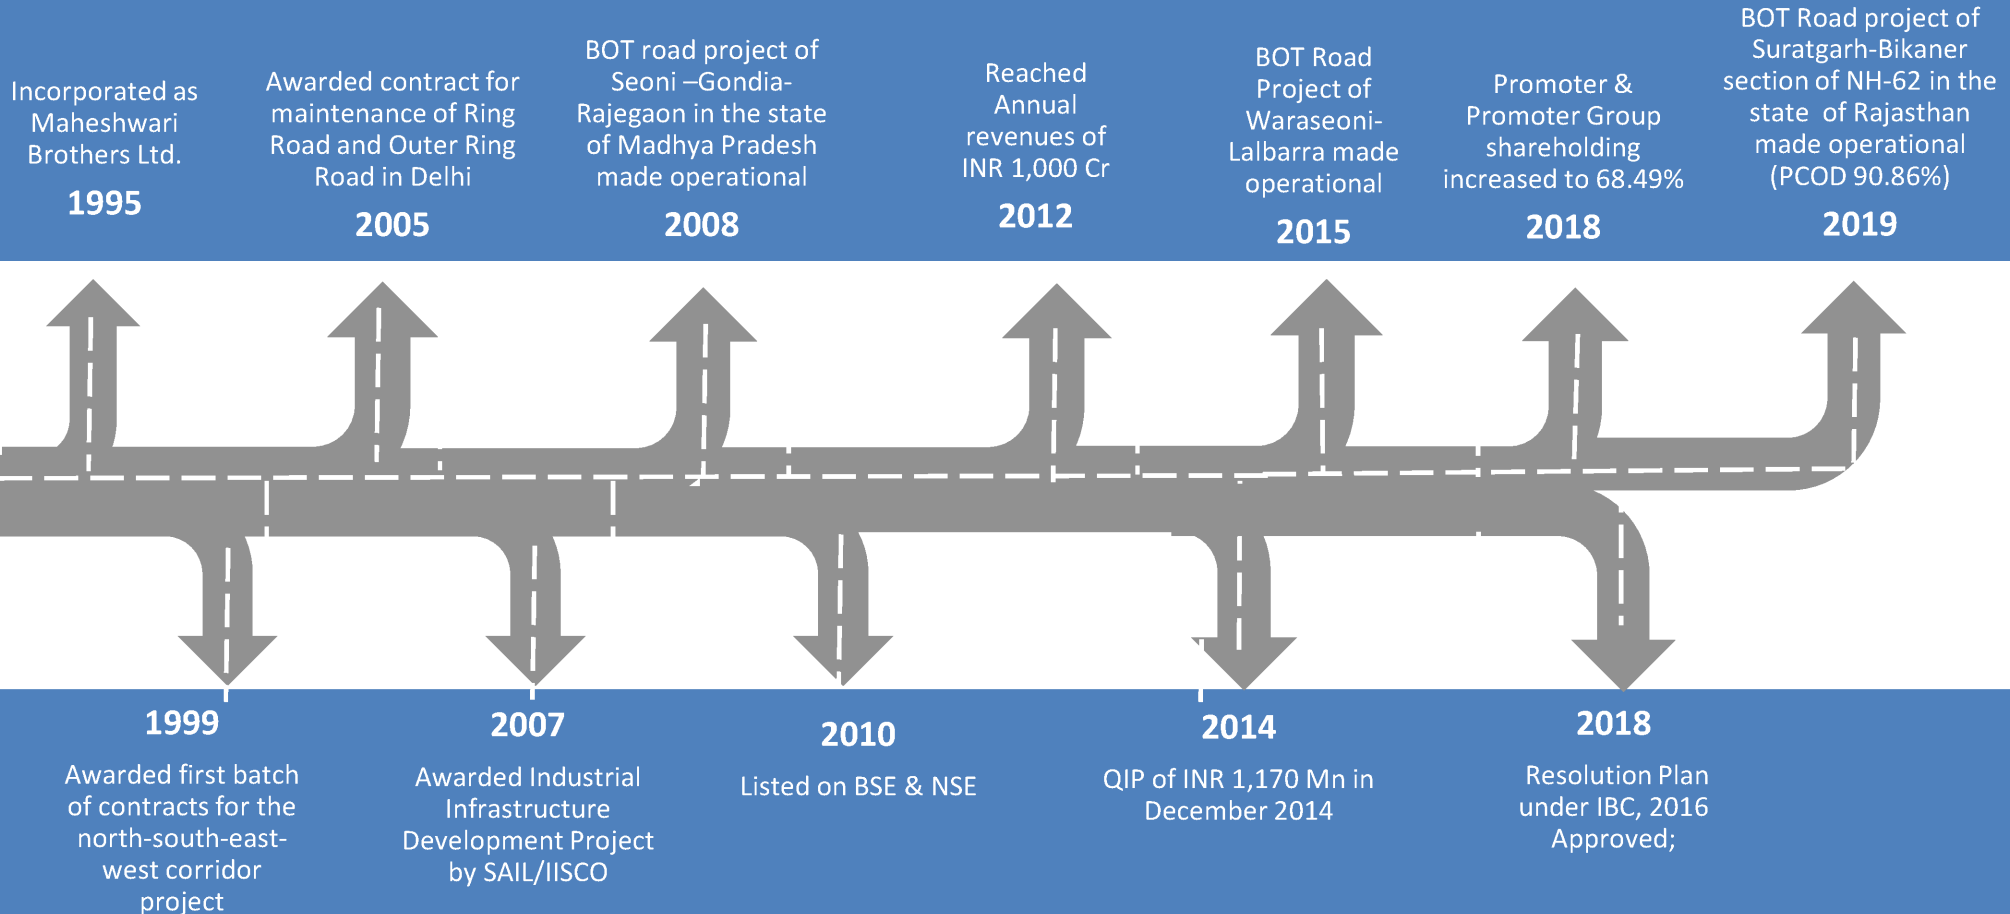 Incorporated as
Maheshwari
Brothers Ltd.
1995
Awarded contract for
maintenance of Ring
Road and Outer Ring
Road in Delhi
2005
BOT road project of
Seoni –Gondia-
Rajegaon in the state
of Madhya Pradesh
made operational
2008
Reached
Annual
revenues of
INR 1,000 Cr
2012
BOT Road
Project of
Waraseoni-
Lalbarra made
operational
2015
Promoter &
Promoter Group
shareholding
increased to 68.49%
2018
BOT Road project of
Suratgarh-Bikaner
section of NH-62 in the
state of Rajasthan
made operational
(PCOD 90.86%)
2019
1999
Awarded first batch
of contracts for the
north-south-east-
west corridor
project
2007
Awarded Industrial
Infrastructure
Development Project
by SAIL/IISCO
2010
Listed on BSE & NSE
2014
QIP of INR 1,170 Mn in
December 2014
2018
Resolution Plan
under IBC, 2016
Approved;